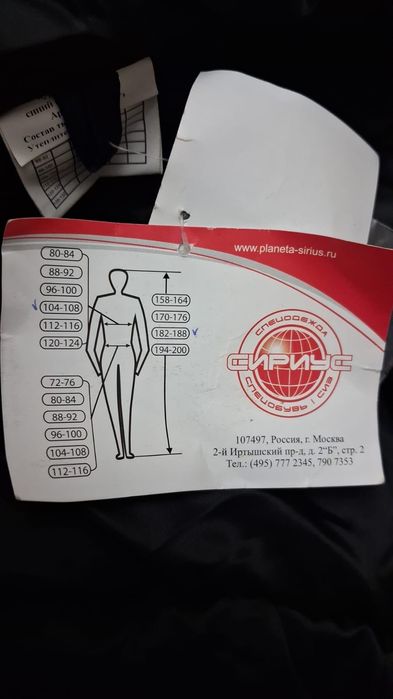 синий
Состав
www.planeta-sirius.ru
80-84
88-92
96-100
104-108
112-116
120-124
158-164
170-176
182-188
194-200
72-76
80-84
88-92
96-100
104-108
112-116
СПЕЦОДЕЖДА
СИРИУС
СПЕЦОБУВЬ | СИЗ
107497, Россия, г. Москва
2-й Иртышский пр-д, д. 2“Б”, стр. 2
Тел.: (495) 777 2345, 790 7353